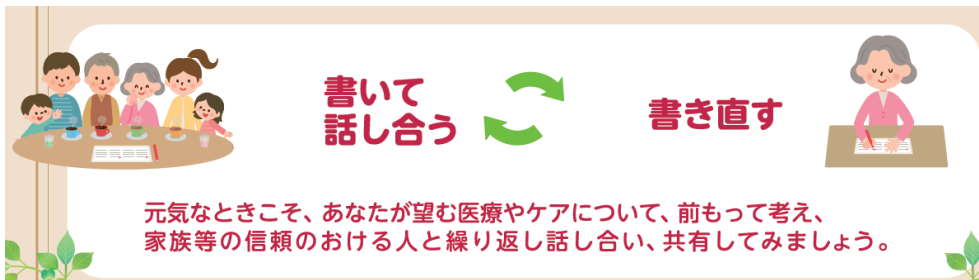 書いて
話し合う
書き直す
元気なときこそ、あなたが望む医療やケアについて、前もって考え、
家族等の信頼のおける人と繰り返し話し合い、共有してみましょう。